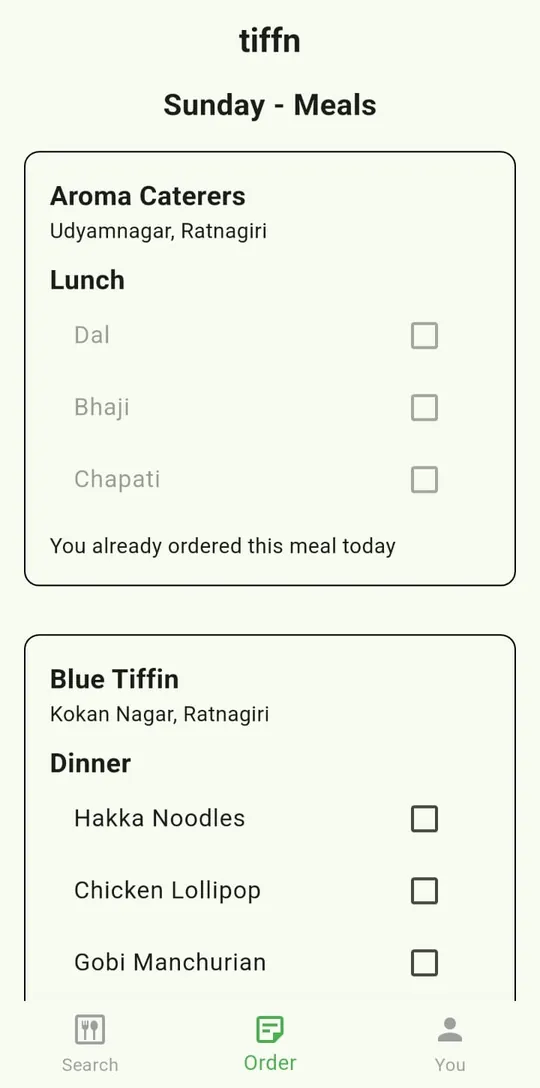 tiffn
Sunday - Meals
Aroma Caterers
Udyamnagar, Ratnagiri
Lunch
Dal
Bhaji
Chapati
You already ordered this meal today
Blue Tiffin
Kokan Nagar, Ratnagiri
Dinner
Hakka Noodles
Chicken Lollipop
Gobi Manchurian
Search
Order
You